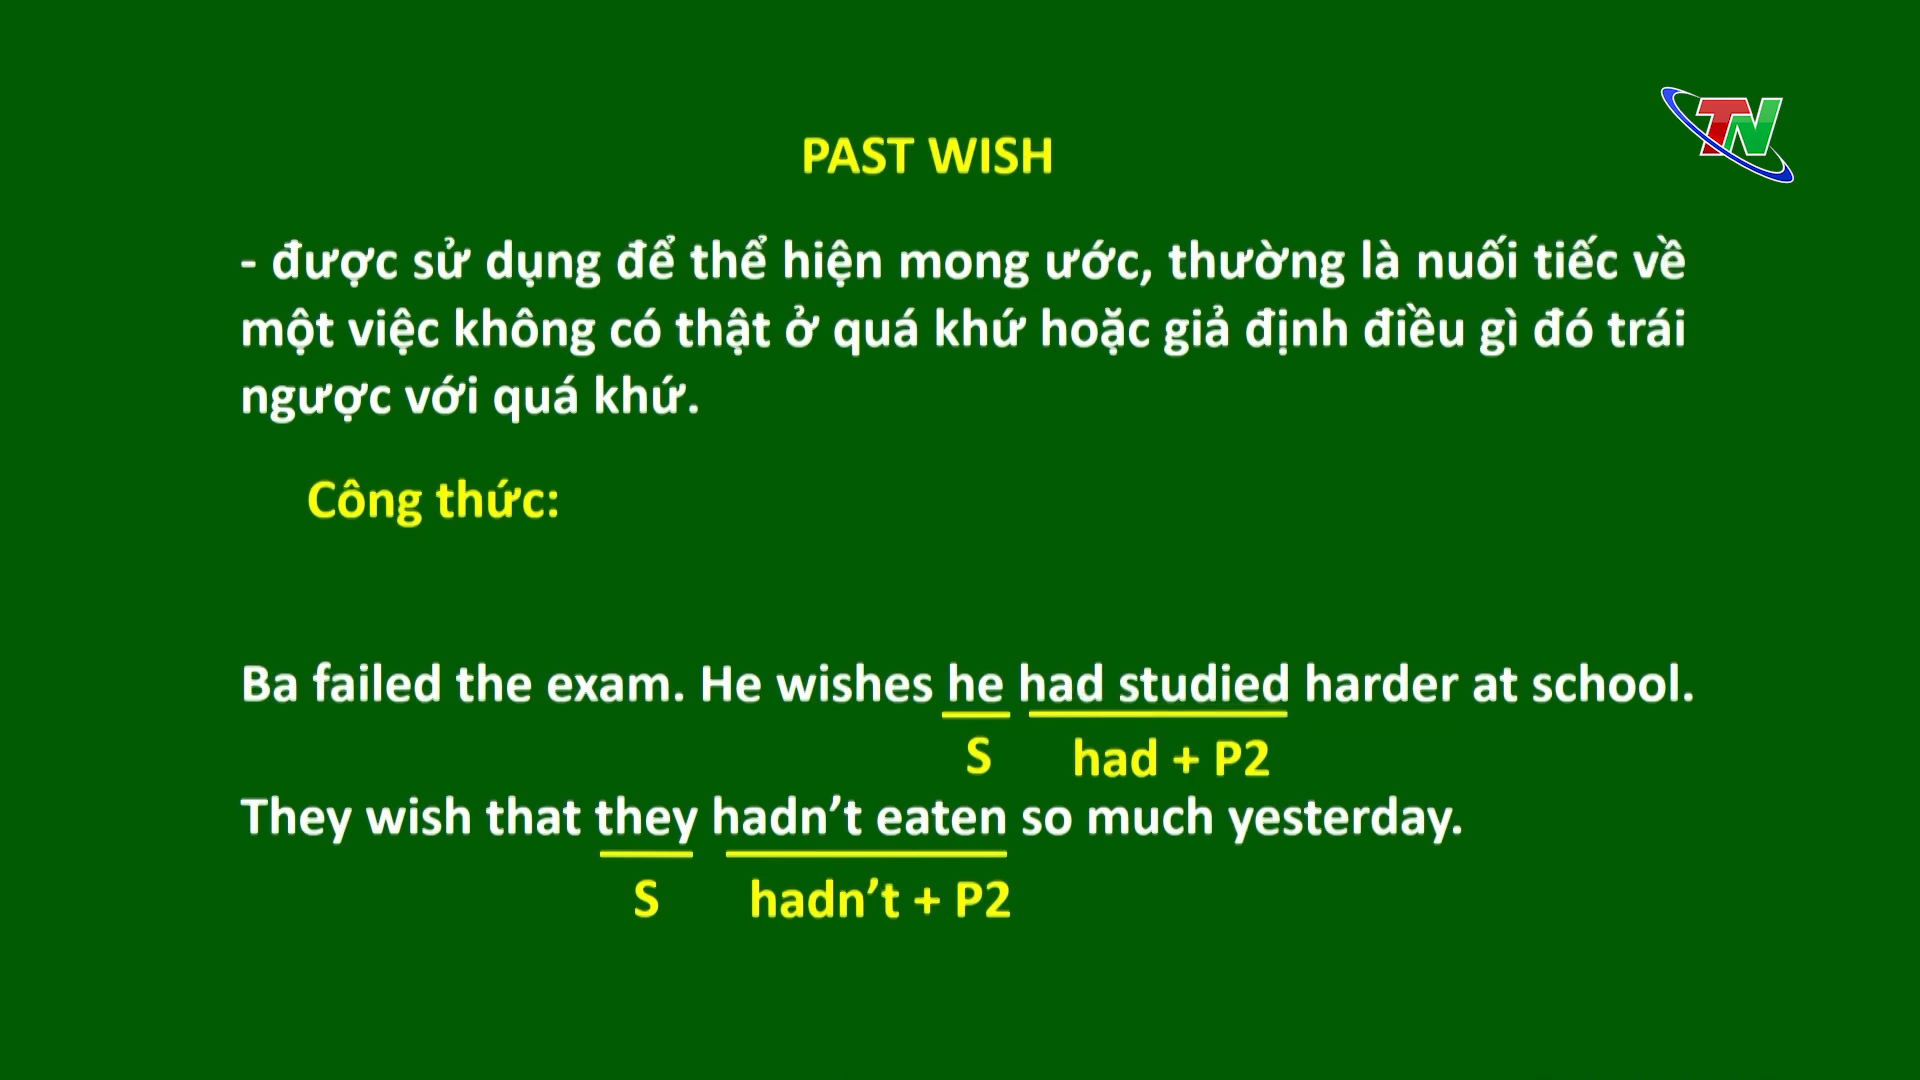 TN
PAST WISH
- được sử dụng để thể hiện mong ước, thường là nuối tiếc về
một việc không có thật ở quá khứ hoặc giả định điều gì đó trái
ngược với quá khứ.
Công thức:
Ba failed the exam. He wishes he had studied harder at school.
S had + P2
They wish that they hadn’t eaten so much yesterday.
S hadn’t + P2